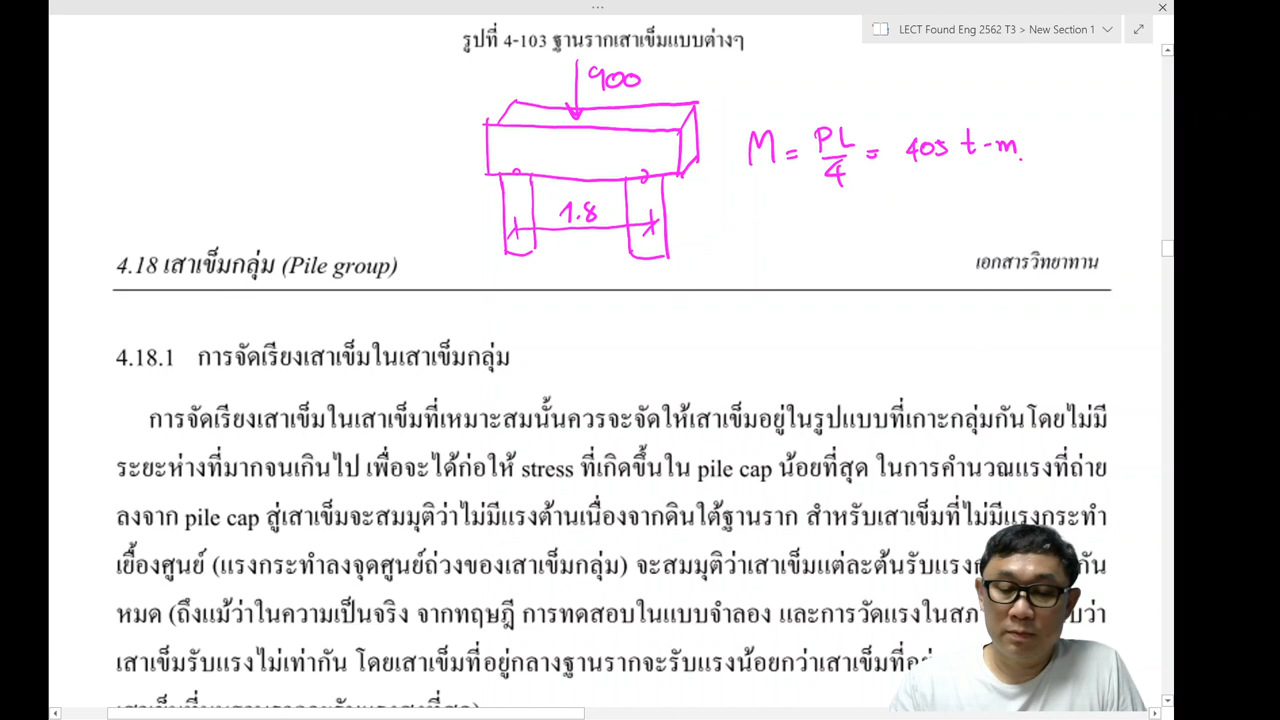 LECT Found Eng 2562 T3 > New Section 1
รูปที่ 4-103 ฐานรากเสาเข็มแบบต่างๆ
900
M = PL/4 = 405 t-m.
1.8
4.18 เสาเข็มกลุ่ม (Pile group) เอกสารวิทยาทาน
4.18.1 การจัดเรียงเสาเข็มในเสาเข็มกลุ่ม
การจัดเรียงเสาเข็มในเสาเข็มที่เหมาะสมนั้นควรจะจัดให้เสาเข็มอยู่ในรูปแบบที่เกาะกลุ่มกันโดยไม่มี
ระยะห่างที่มากจนเกินไป เพื่อจะได้ก่อให้ stress ที่เกิดขึ้นใน pile cap น้อยที่สุด ในการคำนวณแรงที่ถ่าย
ลงจาก pile cap สู่เสาเข็มจะสมมุติว่าไม่มีแรงต้านเนื่องจากดินใต้ฐานราก สำหรับเสาเข็มที่ไม่มีแรงกระทำ
เยื้องศูนย์ (แรงกระทำลงจุดศูนย์ถ่วงของเสาเข็มกลุ่ม) จะสมมุติว่าเสาเข็มแต่ละต้นรับแรง กัน
หมด (ถึงแม้ว่าในความเป็นจริง จากทฤษฎี การทดสอบในแบบจำลอง และการวัดแรงในสภ ว่า
เสาเข็มรับแรงไม่เท่ากัน โดยเสาเข็มที่อยู่กลางฐานรากจะรับแรงน้อยกว่าเสาเข็มที่อยู่